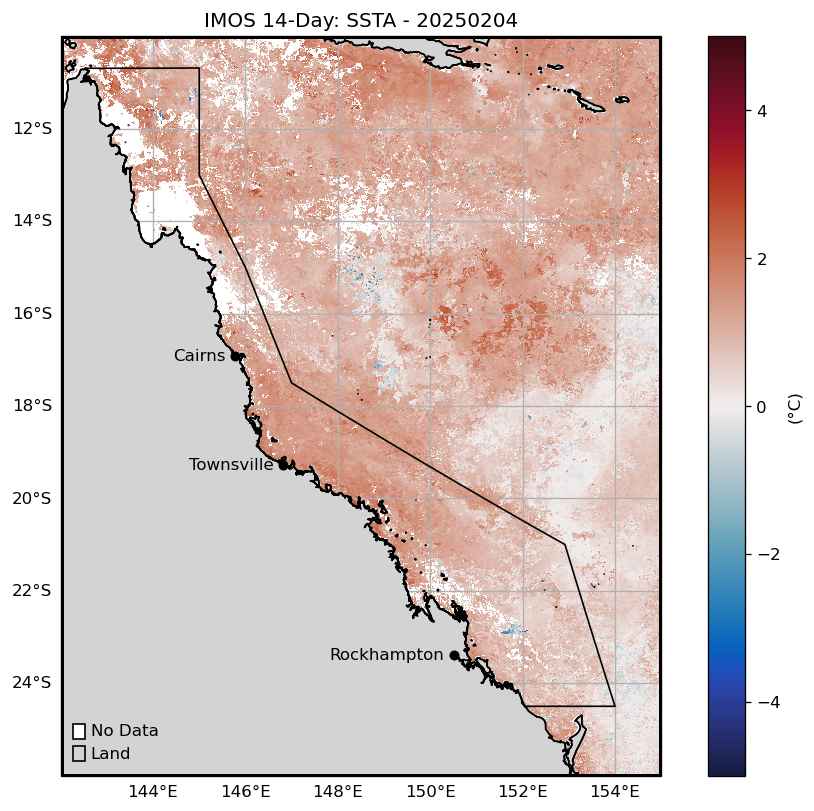 IMOS 14-Day: SSTA - 20250204
12°S
14°S
16°S
18°S
20°S
22°S
24°S
Cairns
Townsville
Rockhampton
No Data
Land
144°E 146°E 148°E 150°E 152°E 154°E
4
2
0
−2
−4
(°C)